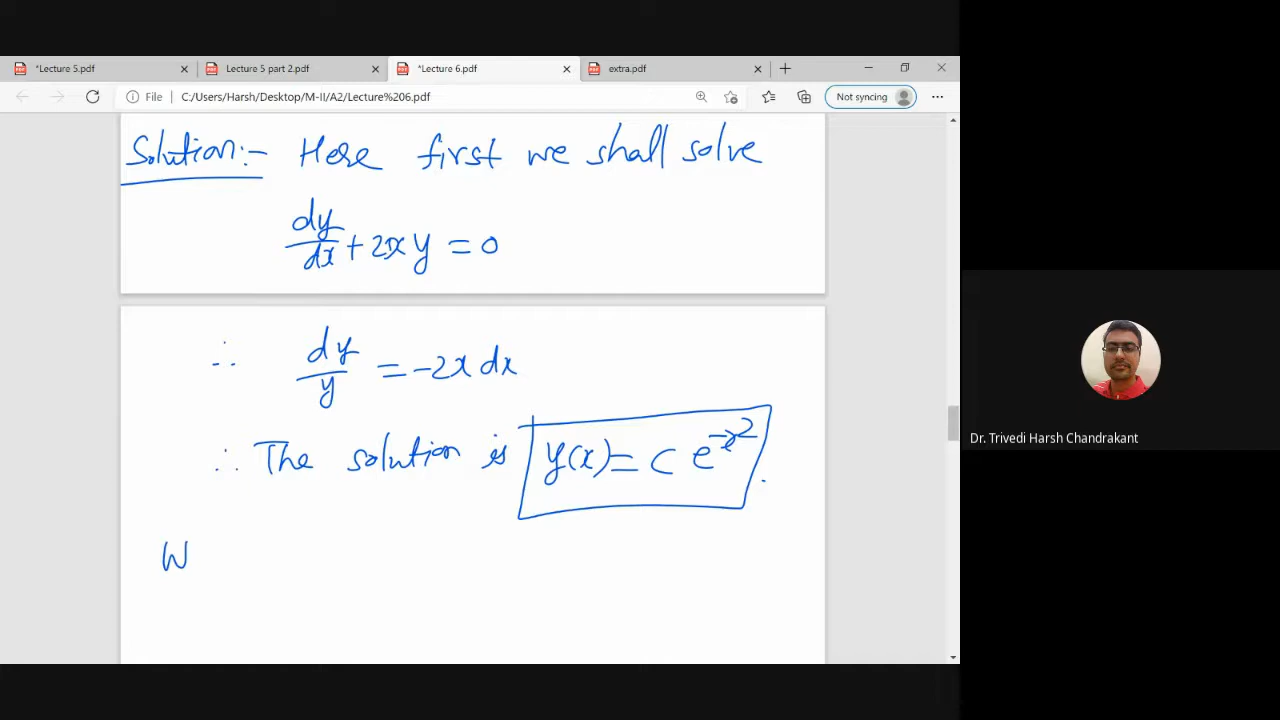 *Lecture 5.pdf
Lecture 5 part 2.pdf
*Lecture 6.pdf
extra.pdf
File
C:/Users/Harsh/Desktop/M-II/A2/Lecture%206.pdf
Not syncing
Solution:- Here first we shall solve
dy/dx + 2xy = 0
∴ dy/y = -2x dx
∴ The solution is y(x) = c e^{-x^2}.
W
Dr. Trivedi Harsh Chandrakant